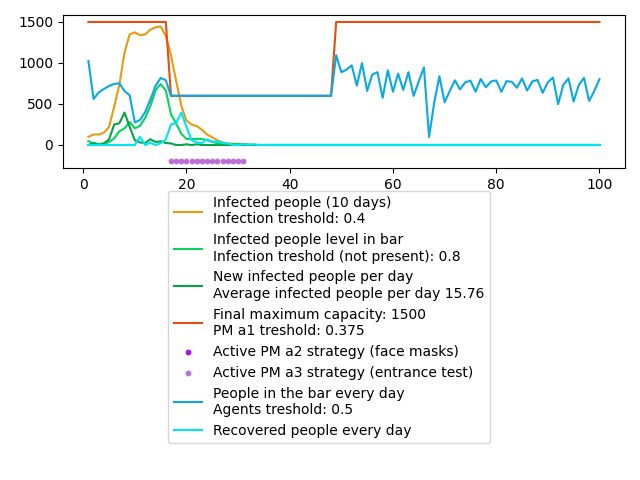 1500
1000
500
0
0
20
40
60
80
100
Infected people (10 days)
Infection treshold: 0.4
Infected people level in bar
Infection treshold (not present): 0.8
New infected people per day
Average infected people per day 15.76
Final maximum capacity: 1500
PM a1 treshold: 0.375
Active PM a2 strategy (face masks)
Active PM a3 strategy (entrance test)
People in the bar every day
Agents treshold: 0.5
Recovered people every day